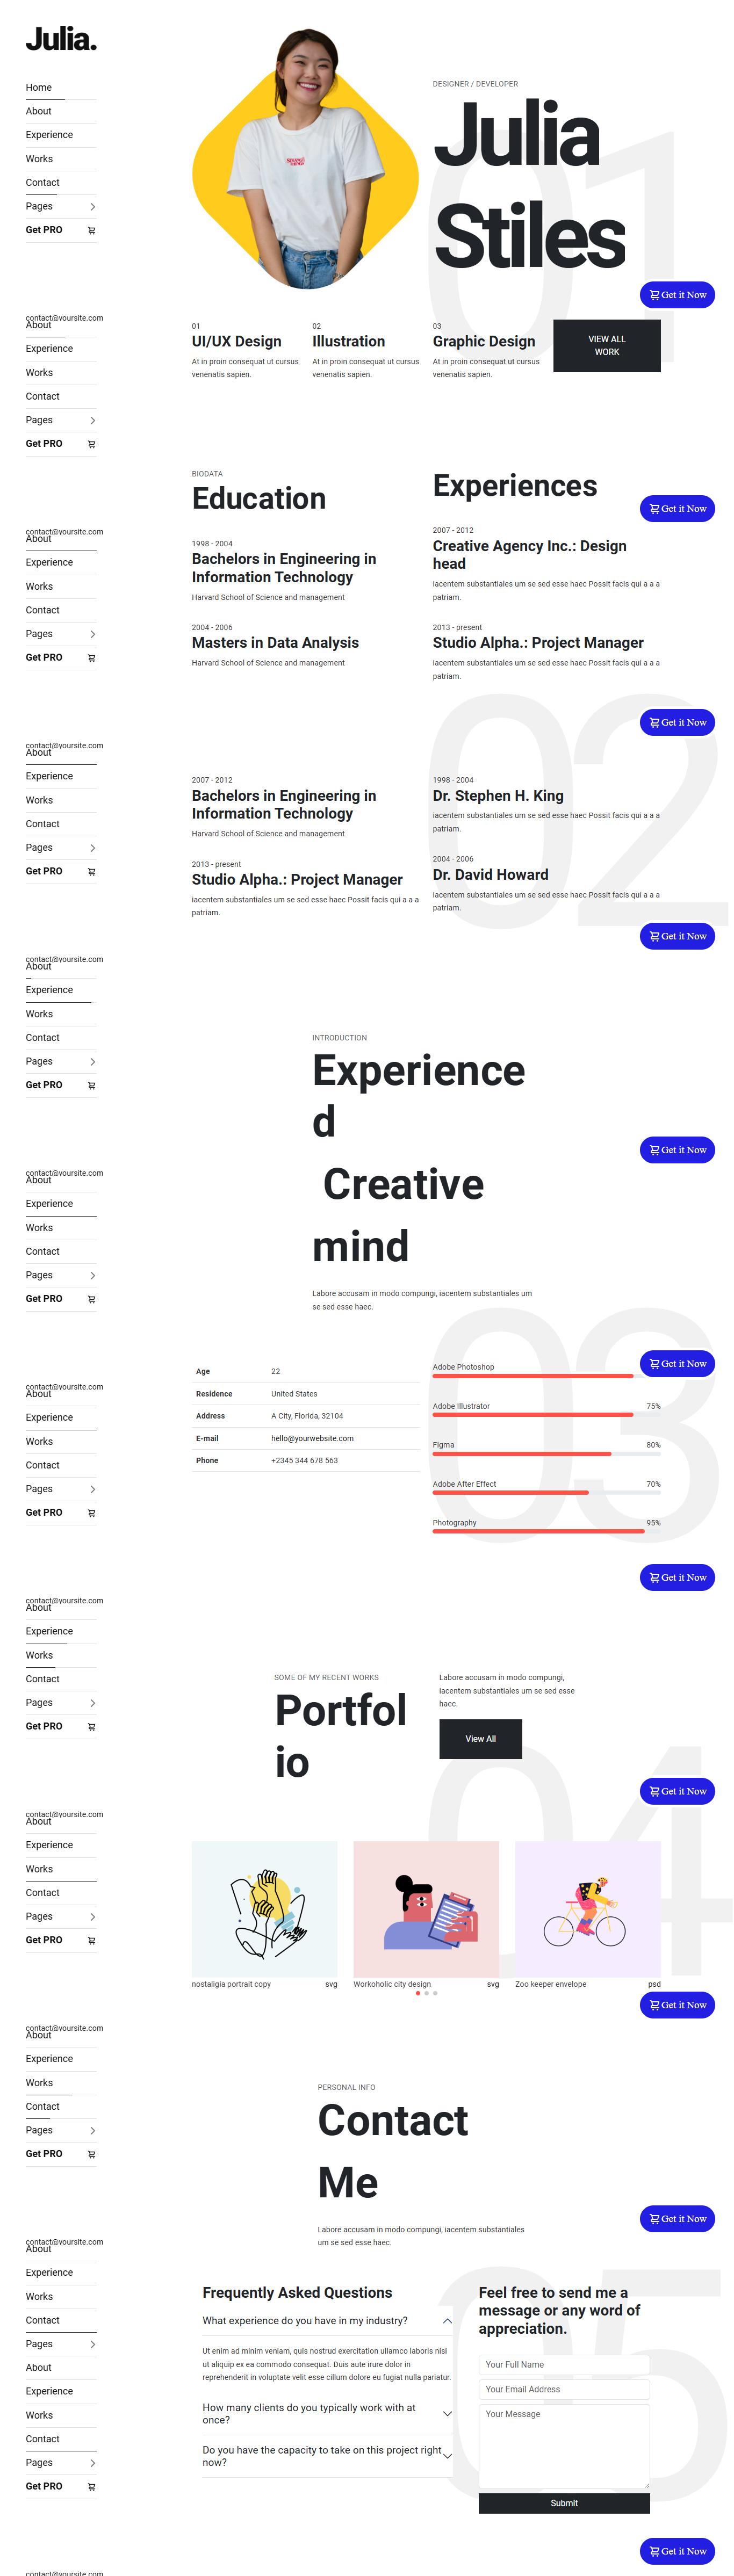 Julia.
Home
About
Experience
Works
Contact
Pages
Get PRO
contact@yoursite.com
DESIGNER / DEVELOPER
01
Julia
Stiles
Get it Now
01
UI/UX Design
At in proin consequat ut cursus
venenatis sapien.
02
Illustration
At in proin consequat ut cursus
venenatis sapien.
03
Graphic Design
At in proin consequat ut cursus
venenatis sapien.
VIEW ALL
WORK
About
Experience
Works
Contact
Pages
Get PRO
contact@yoursite.com
BIODATA
Education
1998 - 2004
Bachelors in Engineering in
Information Technology
Harvard School of Science and management
2004 - 2006
Masters in Data Analysis
Harvard School of Science and management
Experiences
Get it Now
2007 - 2012
Creative Agency Inc.: Design
head
iacentem substantiales um se sed esse haec Possit facis qui a a a
patriam.
2013 - present
Studio Alpha.: Project Manager
iacentem substantiales um se sed esse haec Possit facis qui a a a
patriam.
About
Experience
Works
Contact
Pages
Get PRO
contact@yoursite.com
02
Get it Now
2007 - 2012
Bachelors in Engineering in
Information Technology
Harvard School of Science and management
2013 - present
Studio Alpha.: Project Manager
iacentem substantiales um se sed esse haec Possit facis qui a a a
patriam.
1998 - 2004
Dr. Stephen H. King
iacentem substantiales um se sed esse haec Possit facis qui a a a
patriam.
2004 - 2006
Dr. David Howard
iacentem substantiales um se sed esse haec Possit facis qui a a a
patriam.
Get it Now
About
Experience
Works
Contact
Pages
Get PRO
contact@yoursite.com
About
Experience
Works
Contact
Pages
Get PRO
contact@yoursite.com
INTRODUCTION
Experience
d
Creative
mind
Get it Now
Labore accusam in modo compungi, iacentem substantiales um
se sed esse haec.
About
Experience
Works
Contact
Pages
Get PRO
contact@yoursite.com
03
Age 22
Residence United States
Address A City, Florida, 32104
E-mail hello@yourwebsite.com
Phone +2345 344 678 563
Adobe Photoshop
Get it Now
Adobe Illustrator 75%
Figma 80%
Adobe After Effect 70%
Photography 95%
Get it Now
About
Experience
Works
Contact
Pages
Get PRO
contact@yoursite.com
About
Experience
Works
Contact
Pages
Get PRO
contact@yoursite.com
SOME OF MY RECENT WORKS
Portfol
io
Labore accusam in modo compungi,
iacentem substantiales um se sed esse
haec.
View All
04
Get it Now
nostaligia portrait copy svg
Workoholic city design svg
Zoo keeper envelope psd
Get it Now
About
Experience
Works
Contact
Pages
Get PRO
contact@yoursite.com
About
Experience
Works
Contact
Pages
Get PRO
contact@yoursite.com
PERSONAL INFO
Contact
Me
Get it Now
Labore accusam in modo compungi, iacentem substantiales
um se sed esse haec.
About
Experience
Works
Contact
Pages
05
Frequently Asked Questions
What experience do you have in my industry?
Ut enim ad minim veniam, quis nostrud exercitation ullamco laboris nisi
ut aliquip ex ea commodo consequat. Duis aute irure dolor in
reprehenderit in voluptate velit esse cillum dolore eu fugiat nulla pariatur.
How many clients do you typically work with at
once?
Do you have the capacity to take on this project right
now?
Feel free to send me a
message or any word of
appreciation.
Your Full Name
Your Email Address
Your Message
Submit
About
Experience
Works
Contact
Pages
Get PRO
Get it Now
contact@yoursite.com